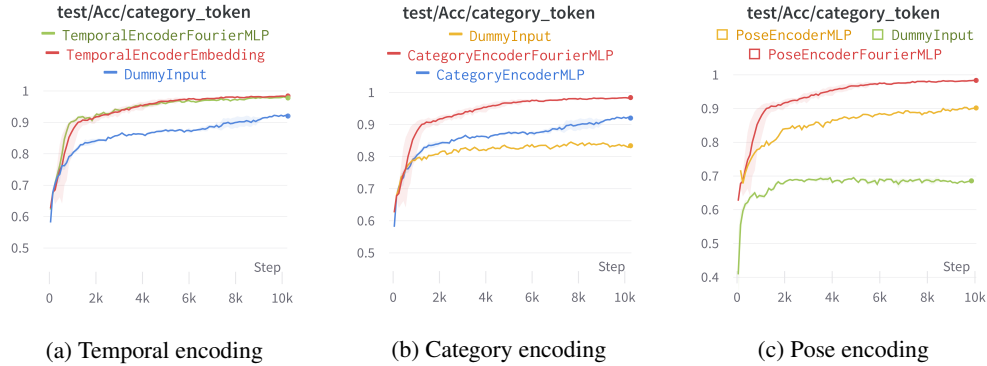 test/Acc/category_token
TemporalEncoderFourierMLP
TemporalEncoderEmbedding
DummyInput
1
0.9
0.8
0.7
0.6
0.5
Step
0 2k 4k 6k 8k 10k
(a) Temporal encoding
test/Acc/category_token
DummyInput
CategoryEncoderFourierMLP
CategoryEncoderMLP
1
0.9
0.8
0.7
0.6
0.5
Step
0 2k 4k 6k 8k 10k
(b) Category encoding
test/Acc/category_token
PoseEncoderMLP DummyInput
PoseEncoderFourierMLP
1
0.9
0.8
0.7
0.6
0.5
0.4
Step
0 2k 4k 6k 8k 10k
(c) Pose encoding